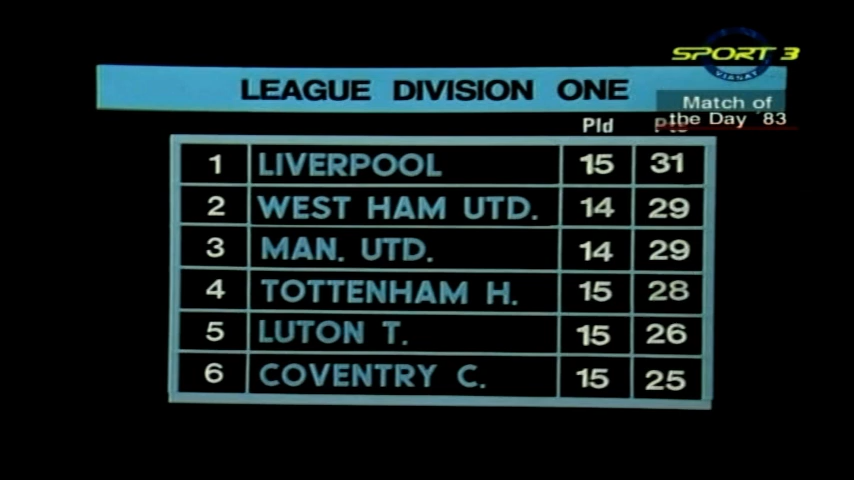 SPORT 3
VIASAT
LEAGUE DIVISION ONE
Match of
the Day '83
Pld Pts
1 LIVERPOOL 15 31
2 WEST HAM UTD. 14 29
3 MAN. UTD. 14 29
4 TOTTENHAM H. 15 28
5 LUTON T. 15 26
6 COVENTRY C. 15 25